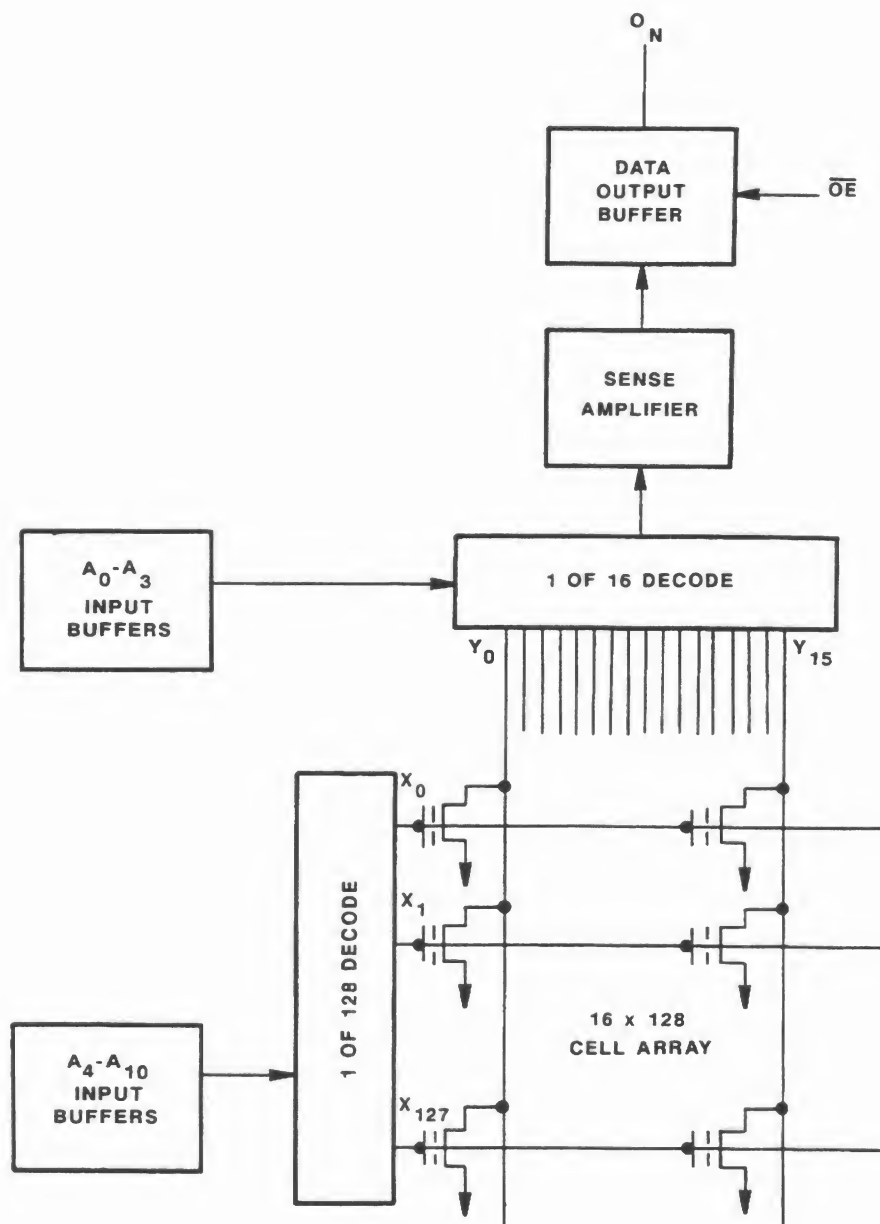 O_N
DATA
OUTPUT
BUFFER
O̅E̅
SENSE
AMPLIFIER
A₀-A₃
INPUT
BUFFERS
1 OF 16 DECODE
Y₀
Y₁₅
X₀
X₁
1 OF 128 DECODE
16 x 128
CELL ARRAY
A₄-A₁₀
INPUT
BUFFERS
X₁₂₇